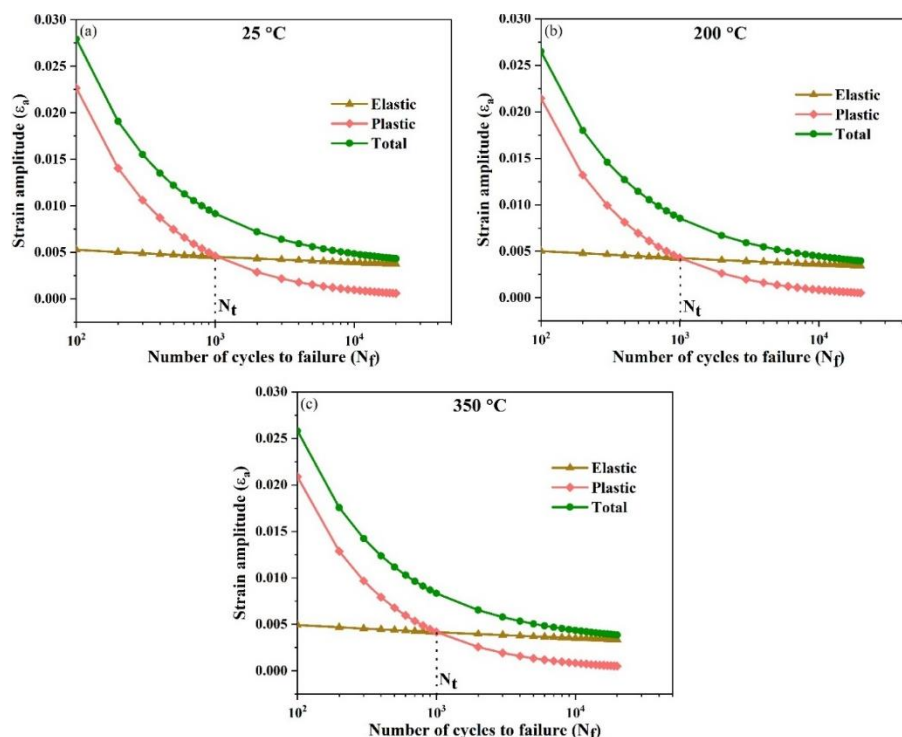 (a) 25 °C
Elastic
Plastic
Total
Strain amplitude (εa)
0.030
0.025
0.020
0.015
0.010
0.005
0.000
Nt
10² 10³ 10⁴
Number of cycles to failure (Nf)
(b) 200 °C
Elastic
Plastic
Total
Strain amplitude (εa)
0.030
0.025
0.020
0.015
0.010
0.005
0.000
Nt
10² 10³ 10⁴
Number of cycles to failure (Nf)
(c) 350 °C
Elastic
Plastic
Total
Strain amplitude (εa)
0.030
0.025
0.020
0.015
0.010
0.005
0.000
Nt
10² 10³ 10⁴
Number of cycles to failure (Nf)